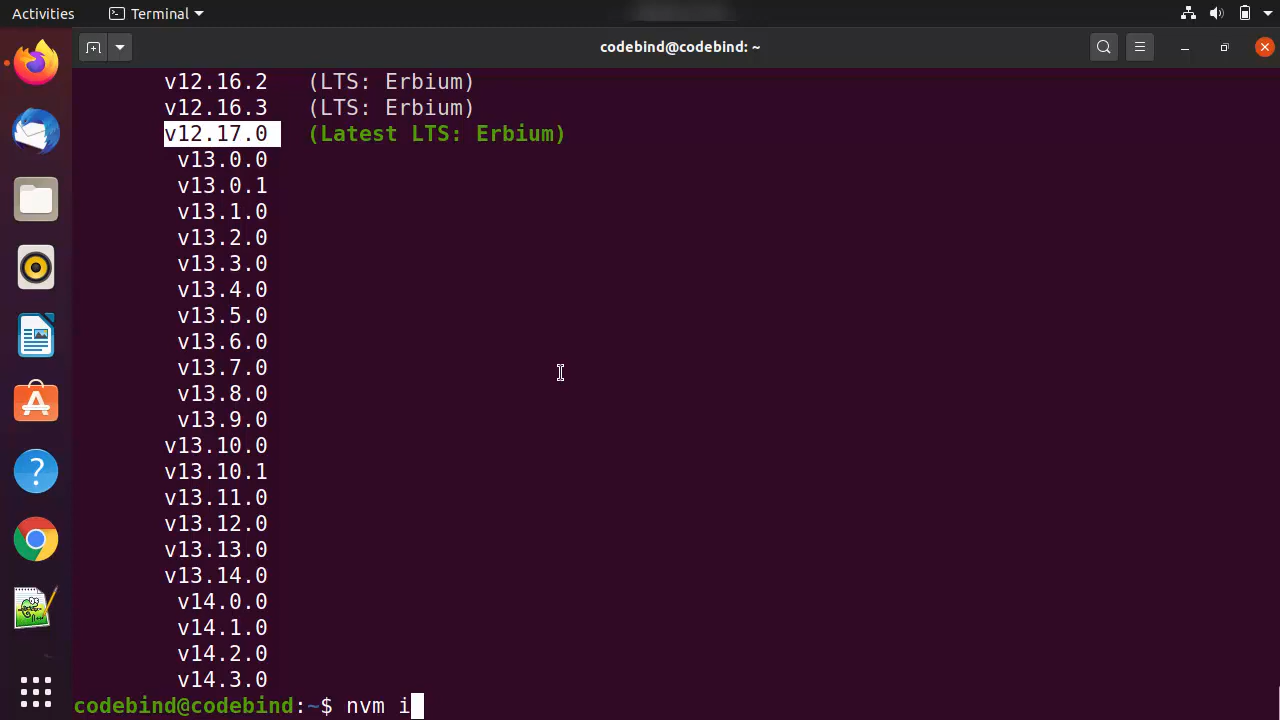 Activities Terminal
codebind@codebind: ~
v12.16.2 (LTS: Erbium)
v12.16.3 (LTS: Erbium)
v12.17.0 (Latest LTS: Erbium)
v13.0.0
v13.0.1
v13.1.0
v13.2.0
v13.3.0
v13.4.0
v13.5.0
v13.6.0
v13.7.0
v13.8.0
v13.9.0
v13.10.0
v13.10.1
v13.11.0
v13.12.0
v13.13.0
v13.14.0
v14.0.0
v14.1.0
v14.2.0
v14.3.0
codebind@codebind:~$ nvm i